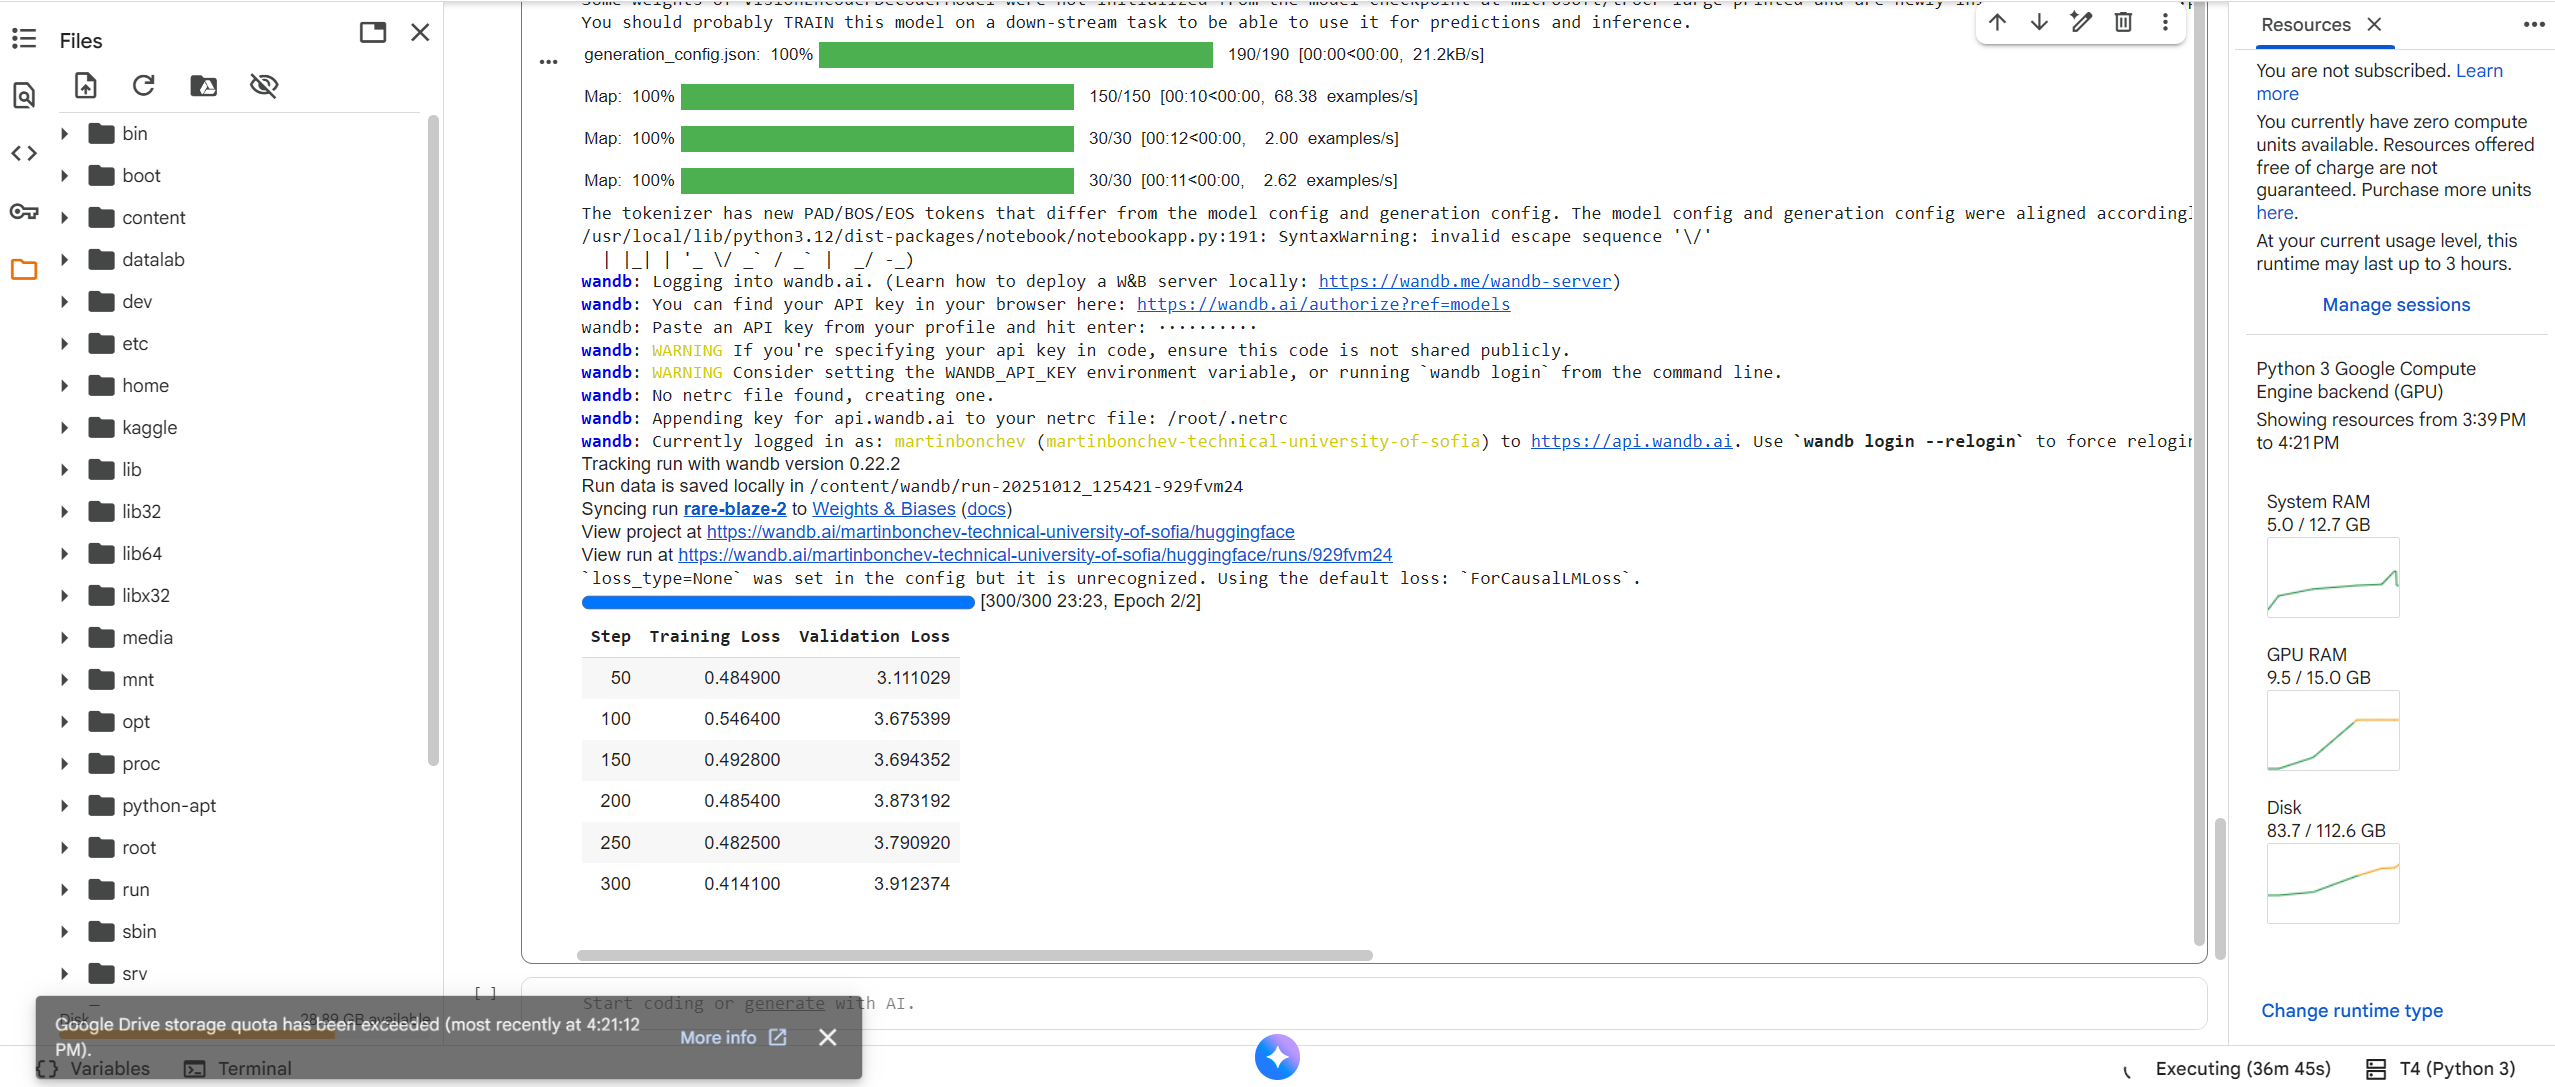 Files
bin
boot
content
datalab
dev
etc
home
kaggle
lib
lib32
lib64
libx32
media
mnt
opt
proc
python-apt
root
run
sbin
srv
Disk 28.89 GB available
Google Drive storage quota has been exceeded (most recently at 4:21:12 PM). More info
Variables Terminal
You should probably TRAIN this model on a down-stream task to be able to use it for predictions and inference.
generation_config.json: 100% 190/190 [00:00<00:00, 21.2kB/s]
Map: 100% 150/150 [00:10<00:00, 68.38 examples/s]
Map: 100% 30/30 [00:12<00:00, 2.00 examples/s]
Map: 100% 30/30 [00:11<00:00, 2.62 examples/s]
The tokenizer has new PAD/BOS/EOS tokens that differ from the model config and generation config. The model config and generation config were aligned accordingl
/usr/local/lib/python3.12/dist-packages/notebook/notebookapp.py:191: SyntaxWarning: invalid escape sequence '\/'
| |_| | '_ \/ _` / _` | _/ -_)
wandb: Logging into wandb.ai. (Learn how to deploy a W&B server locally: https://wandb.me/wandb-server)
wandb: You can find your API key in your browser here: https://wandb.ai/authorize?ref=models
wandb: Paste an API key from your profile and hit enter: ··········
wandb: WARNING If you're specifying your api key in code, ensure this code is not shared publicly.
wandb: WARNING Consider setting the WANDB_API_KEY environment variable, or running `wandb login` from the command line.
wandb: No netrc file found, creating one.
wandb: Appending key for api.wandb.ai to your netrc file: /root/.netrc
wandb: Currently logged in as: martinbonchev (martinbonchev-technical-university-of-sofia) to https://api.wandb.ai. Use `wandb login --relogin` to force relogin
Tracking run with wandb version 0.22.2
Run data is saved locally in /content/wandb/run-20251012_125421-929fvm24
Syncing run rare-blaze-2 to Weights & Biases (docs)
View project at https://wandb.ai/martinbonchev-technical-university-of-sofia/huggingface
View run at https://wandb.ai/martinbonchev-technical-university-of-sofia/huggingface/runs/929fvm24
`loss_type=None` was set in the config but it is unrecognized. Using the default loss: `ForCausalLMLoss`.
[300/300 23:23, Epoch 2/2]
Step Training Loss Validation Loss
50 0.484900 3.111029
100 0.546400 3.675399
150 0.492800 3.694352
200 0.485400 3.873192
250 0.482500 3.790920
300 0.414100 3.912374
[ ] Start coding or generate with AI.
Resources
You are not subscribed. Learn
more
You currently have zero compute
units available. Resources offered
free of charge are not
guaranteed. Purchase more units
here.
At your current usage level, this
runtime may last up to 3 hours.
Manage sessions
Python 3 Google Compute
Engine backend (GPU)
Showing resources from 3:39 PM
to 4:21 PM
System RAM
5.0 / 12.7 GB
GPU RAM
9.5 / 15.0 GB
Disk
83.7 / 112.6 GB
Change runtime type
Executing (36m 45s) T4 (Python 3)